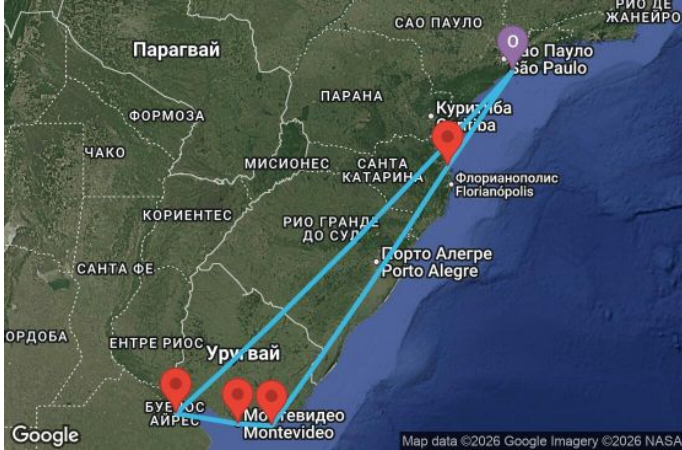 РИО ДЕ
ЖАНЕЙРО
САО ПАУЛО
O
Сао Пауло
São Paulo
Парагвай
ПАРАНА
Куритиба
Curitiba
ФОРМОЗА
ЧАКО
МИСИОНЕС
САНТА
КАТАРИНА
Флорианополис
Florianópolis
КОРИЕНТЕС
РИО ГРАНДЕ
ДО СУЛ
Порто Алегре
Porto Alegre
САНТА ФЕ
ОРДОБА
ЕНТРЕ РИОС
Уругвай
БУЕНОС
АЙРЕС
Монтевидео
Montevideo
Google
Map data ©2026 Google Imagery ©2026 NASA